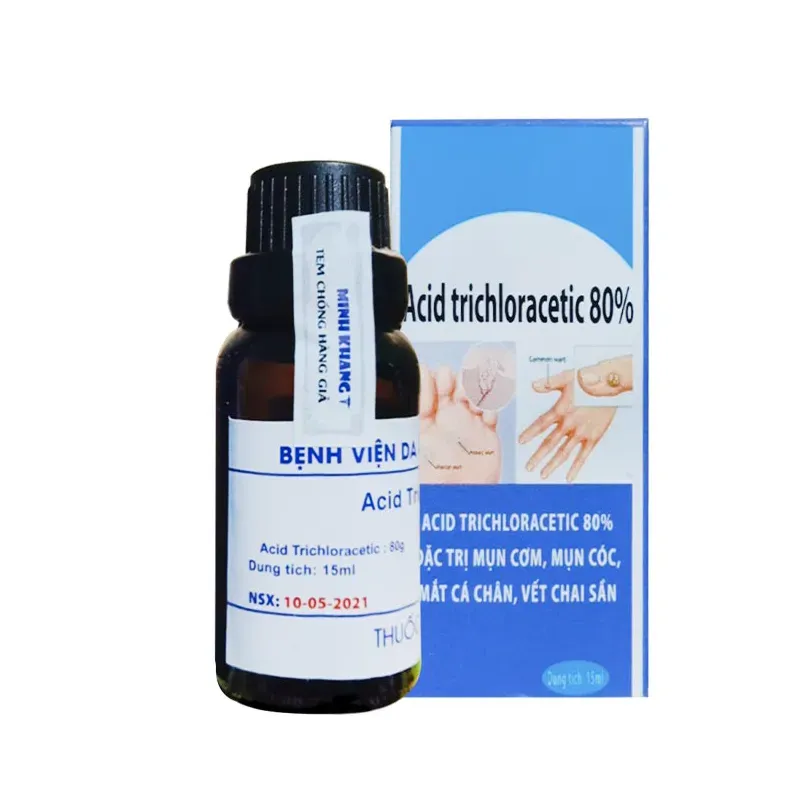 MINH KHANG T
TEM CHỐNG HÀNG GIẢ
BỆNH VIỆN DA
Acid Tr
Acid Trichloracetic : 80g
Dung tích: 15ml
NSX: 10-05-2021
THUỐC
Acid trichloracetic 80%
Common wart
ACID TRICHLORACETIC 80%
ĐẶC TRỊ MỤN CƠM, MỤN CÓC,
MẮT CÁ CHÂN, VẾT CHAI SẦN
Dung tích: 15ml